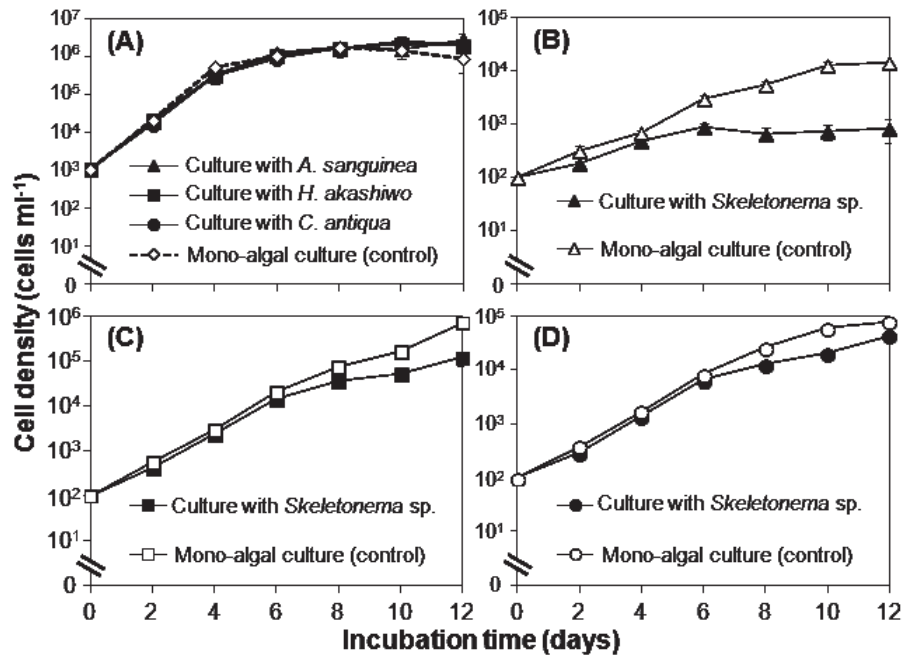 Cell density (cells ml-1)
(A)
10⁷
10⁶
10⁵
10⁴
10³
10²
10¹
0
Culture with A. sanguinea
Culture with H. akashiwo
Culture with C. antiqua
Mono-algal culture (control)
(B)
10⁵
10⁴
10³
10²
10¹
0
Culture with Skeletonema sp.
Mono-algal culture (control)
(C)
10⁶
10⁵
10⁴
10³
10²
10¹
0
Culture with Skeletonema sp.
Mono-algal culture (control)
0 2 4 6 8 10 12
(D)
10⁵
10⁴
10³
10²
10¹
0
Culture with Skeletonema sp.
Mono-algal culture (control)
0 2 4 6 8 10 12
Incubation time (days)